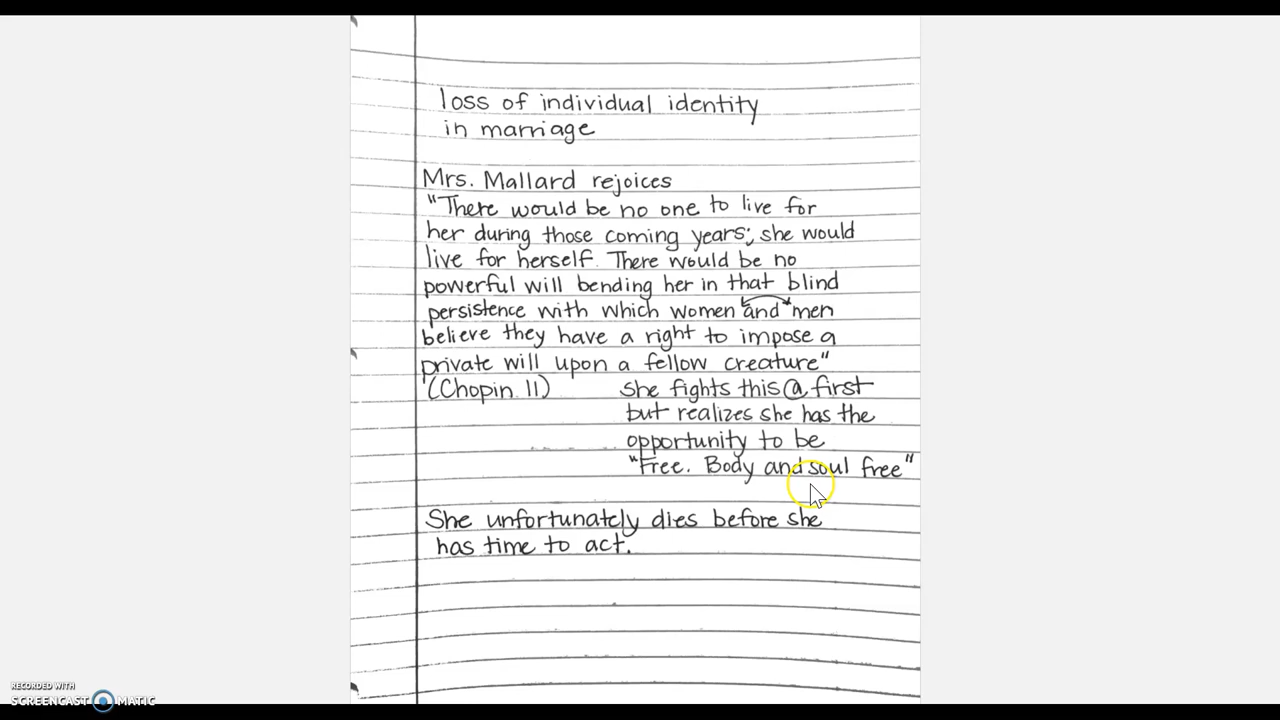 loss of individual identity
in marriage
Mrs. Mallard rejoices
"There would be no one to live for
her during those coming years; she would
live for herself. There would be no
powerful will bending her in that blind
persistence with which women and men
believe they have a right to impose a
private will upon a fellow creature"
(Chopin 11)
She fights this @ first
but realizes she has the
opportunity to be
"Free. Body and soul free"
She unfortunately dies before she
has time to act.
RECORDED WITH
SCREENCAST MATIC